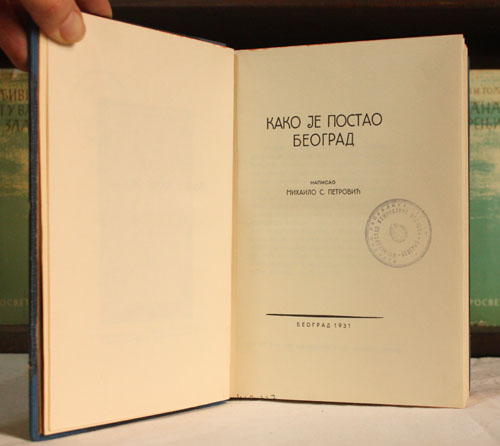 КАКО ЈЕ ПОСТАО
БЕОГРАД
НАПИСАО
МИХАИЛО С. ПЕТРОВИЋ
БЕОГРАД 1931